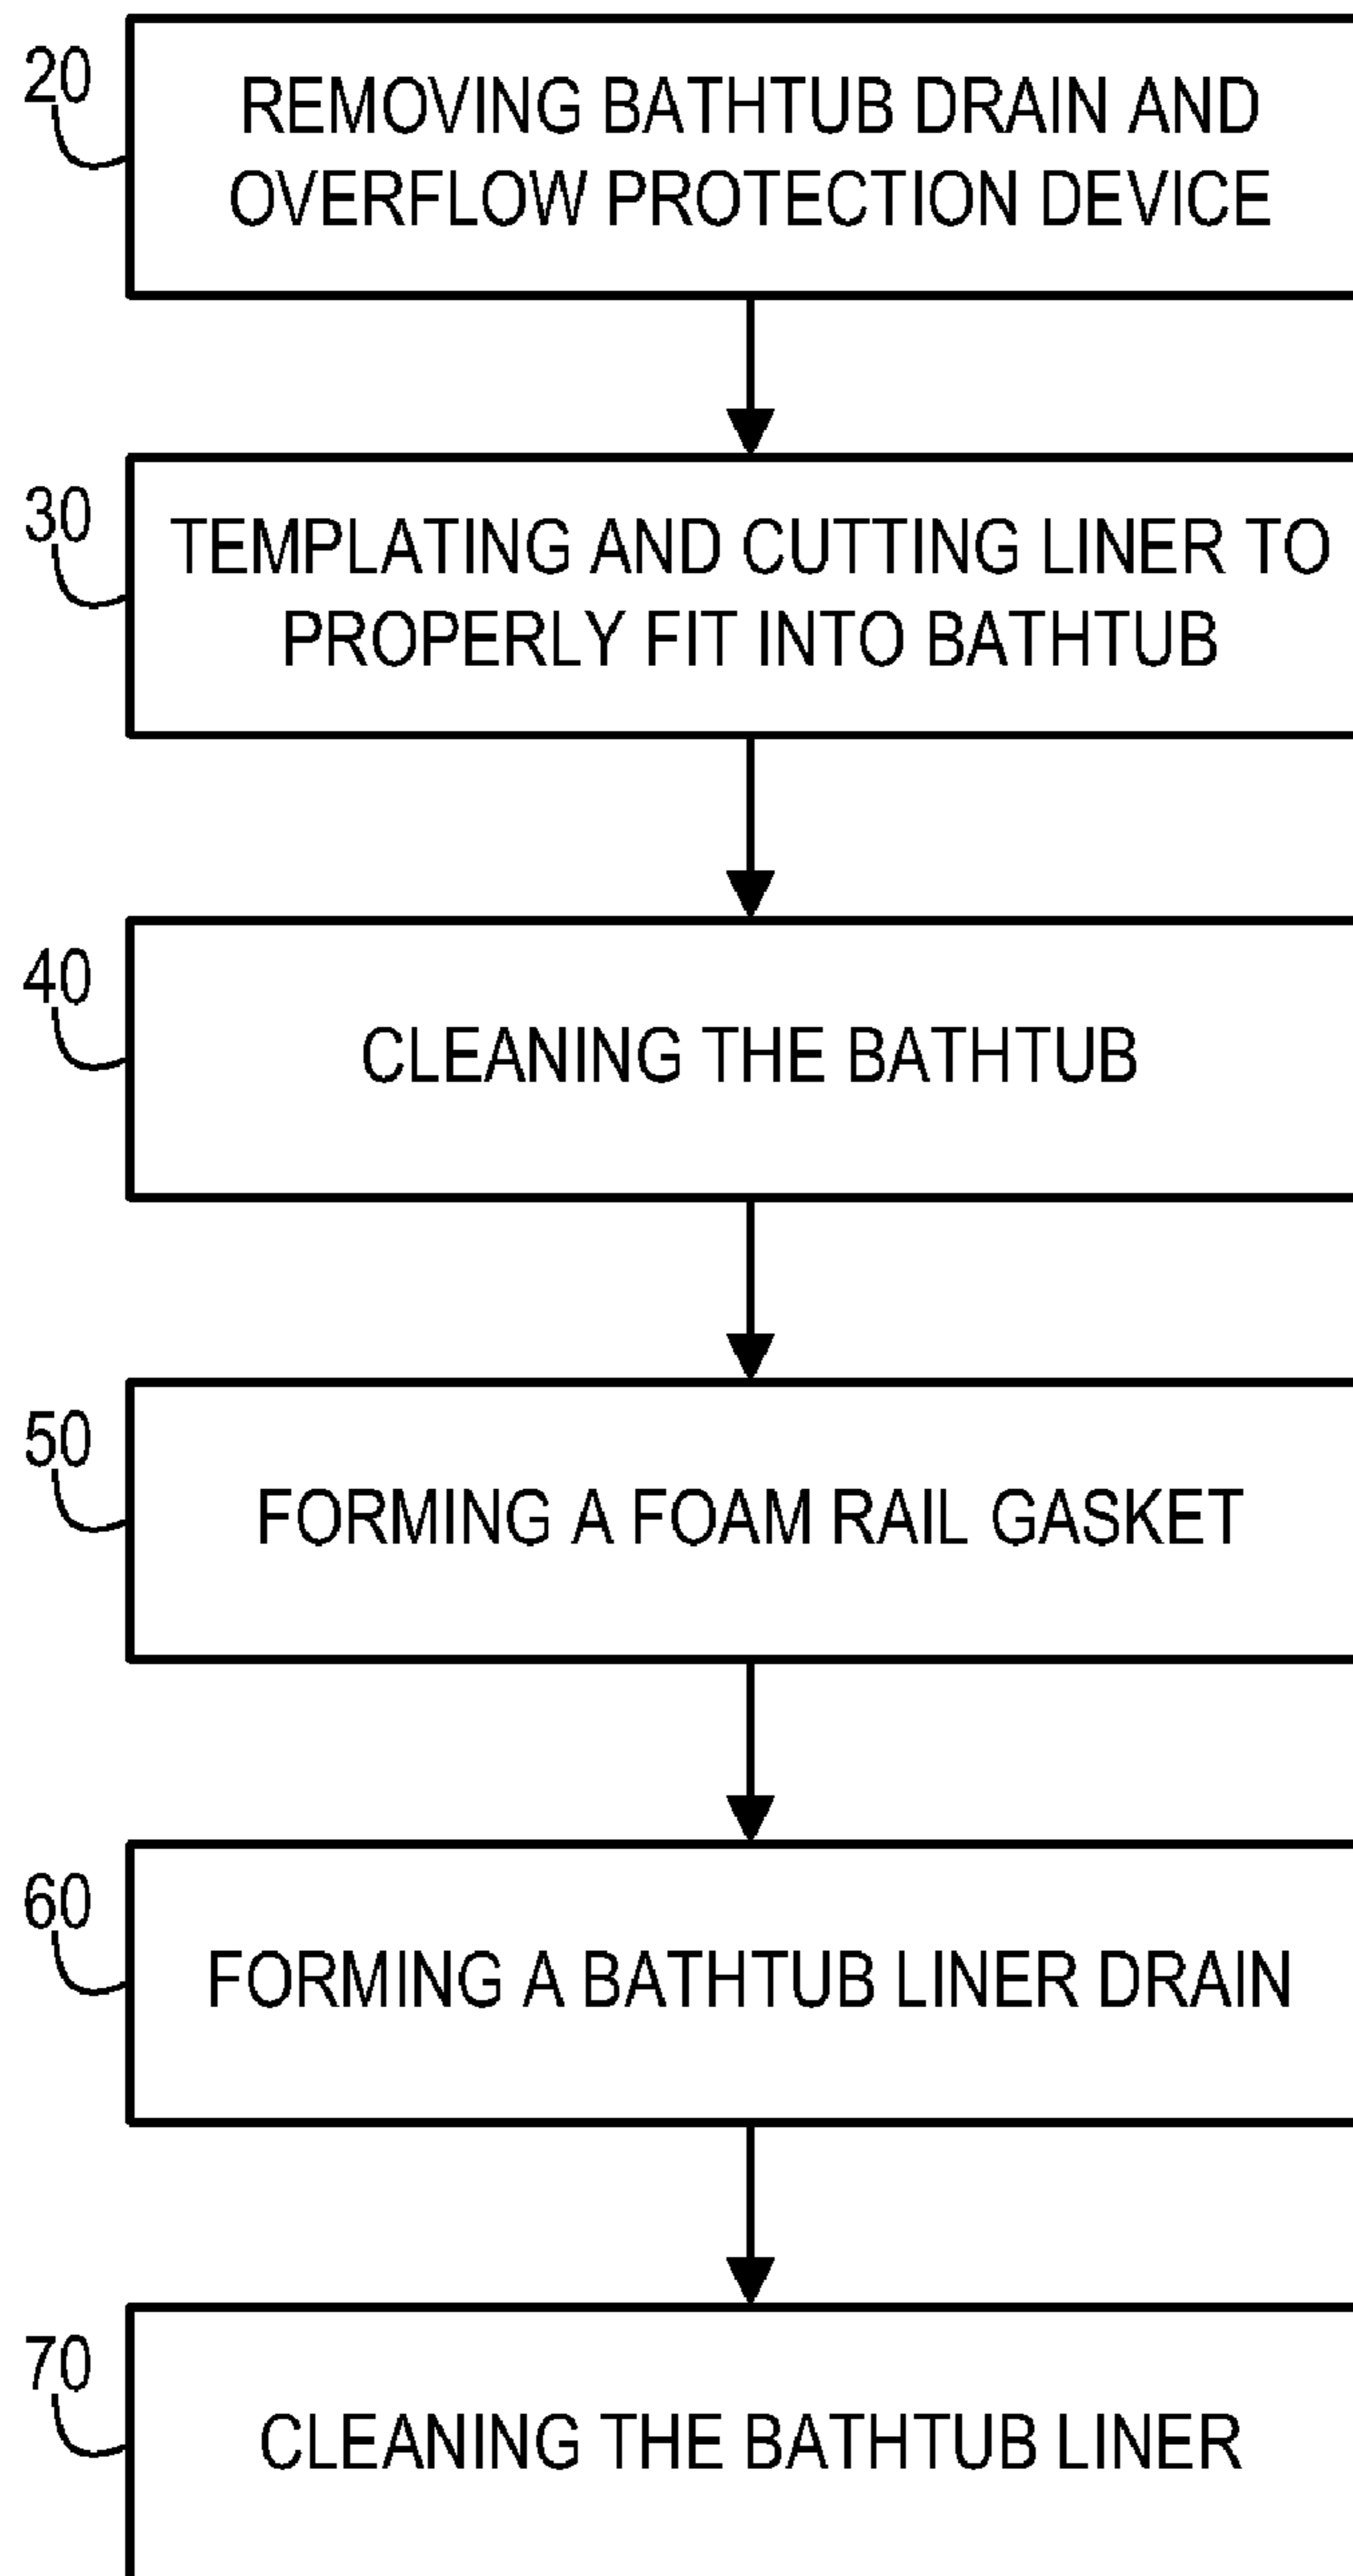 20
REMOVING BATHTUB DRAIN AND
OVERFLOW PROTECTION DEVICE
30
TEMPLATING AND CUTTING LINER TO
PROPERLY FIT INTO BATHTUB
40
CLEANING THE BATHTUB
50
FORMING A FOAM RAIL GASKET
60
FORMING A BATHTUB LINER DRAIN
70
CLEANING THE BATHTUB LINER